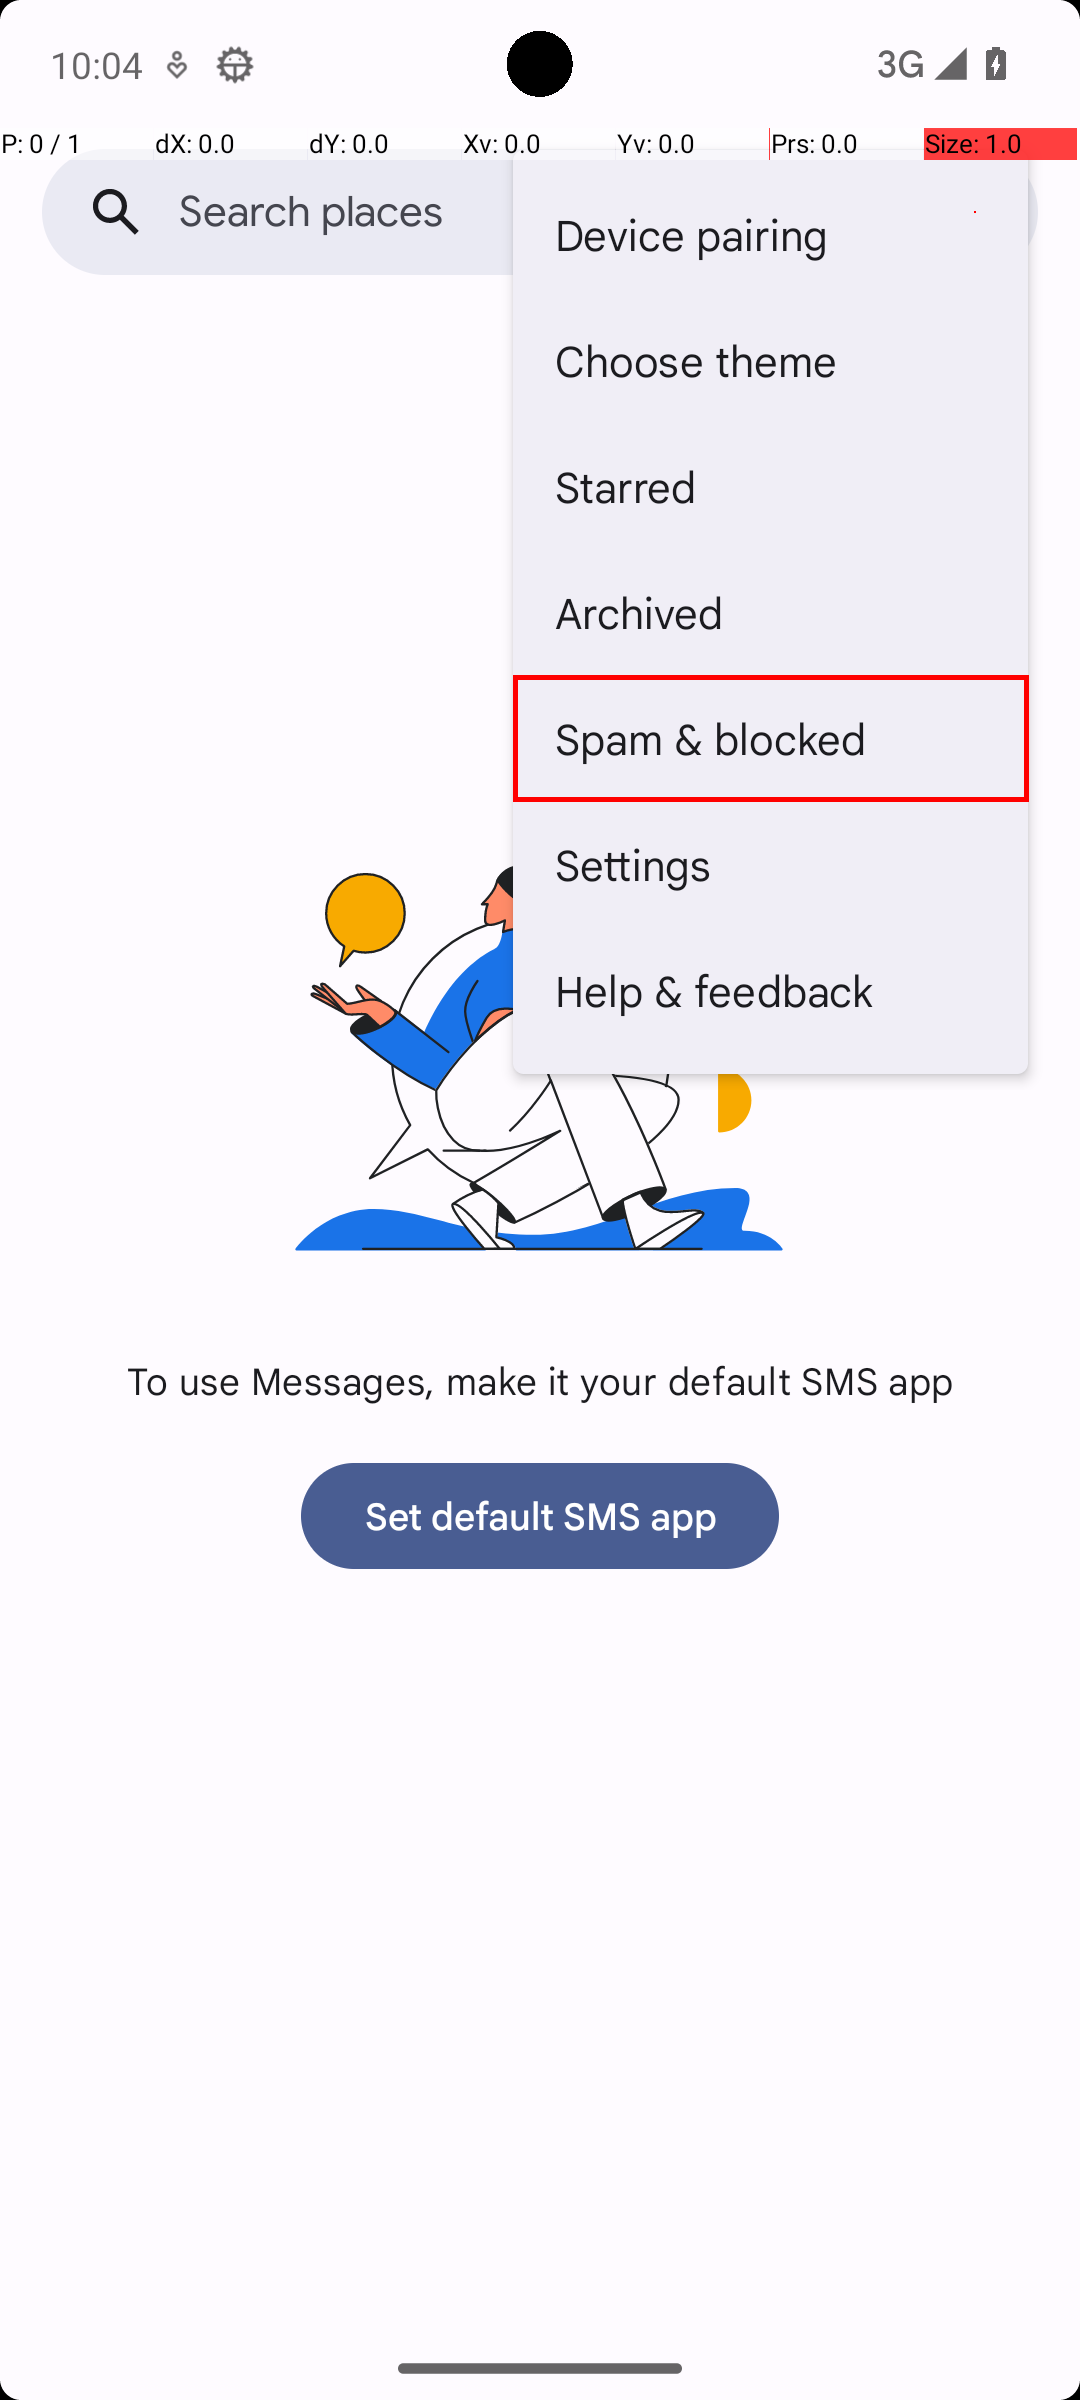 10:04
3G
P: 0 / 1
dX: 0.0
dY: 0.0
Xv: 0.0
Yv: 0.0
Prs: 0.0
Size: 1.0
Search places
Device pairing
Choose theme
Starred
Archived
Spam & blocked
Settings
Help & feedback
To use Messages, make it your default SMS app
Set default SMS app